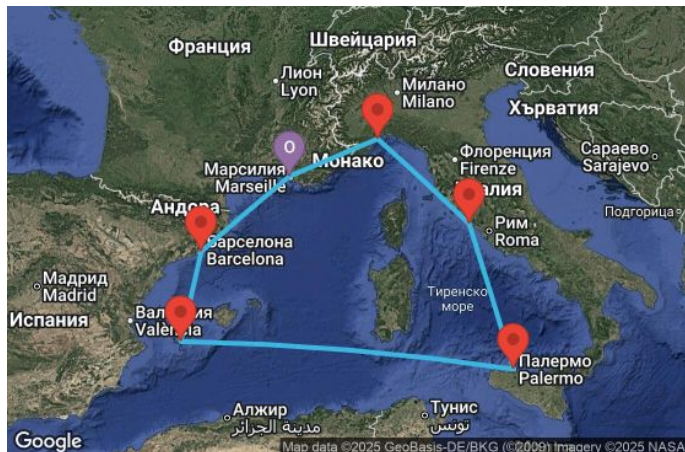 Франция
Швейцария
Лион
Lyon
Милано
Milano
Словения
Хърватия
O
Марсилия
Marseille
Монако
Флоренция
Firenze
Сараево
Sarajevo
Андора
Подгорица
Рим
Roma
Барселона
Barcelona
Мадрид
Madrid
Испания
València
Тиренско
море
Палермо
Palermo
Алжир
مدينة الجزائر
Тунис
تونس
Google
Map data ©2025 GeoBasis-DE/BKG (©2009) Imagery ©2025 NASA